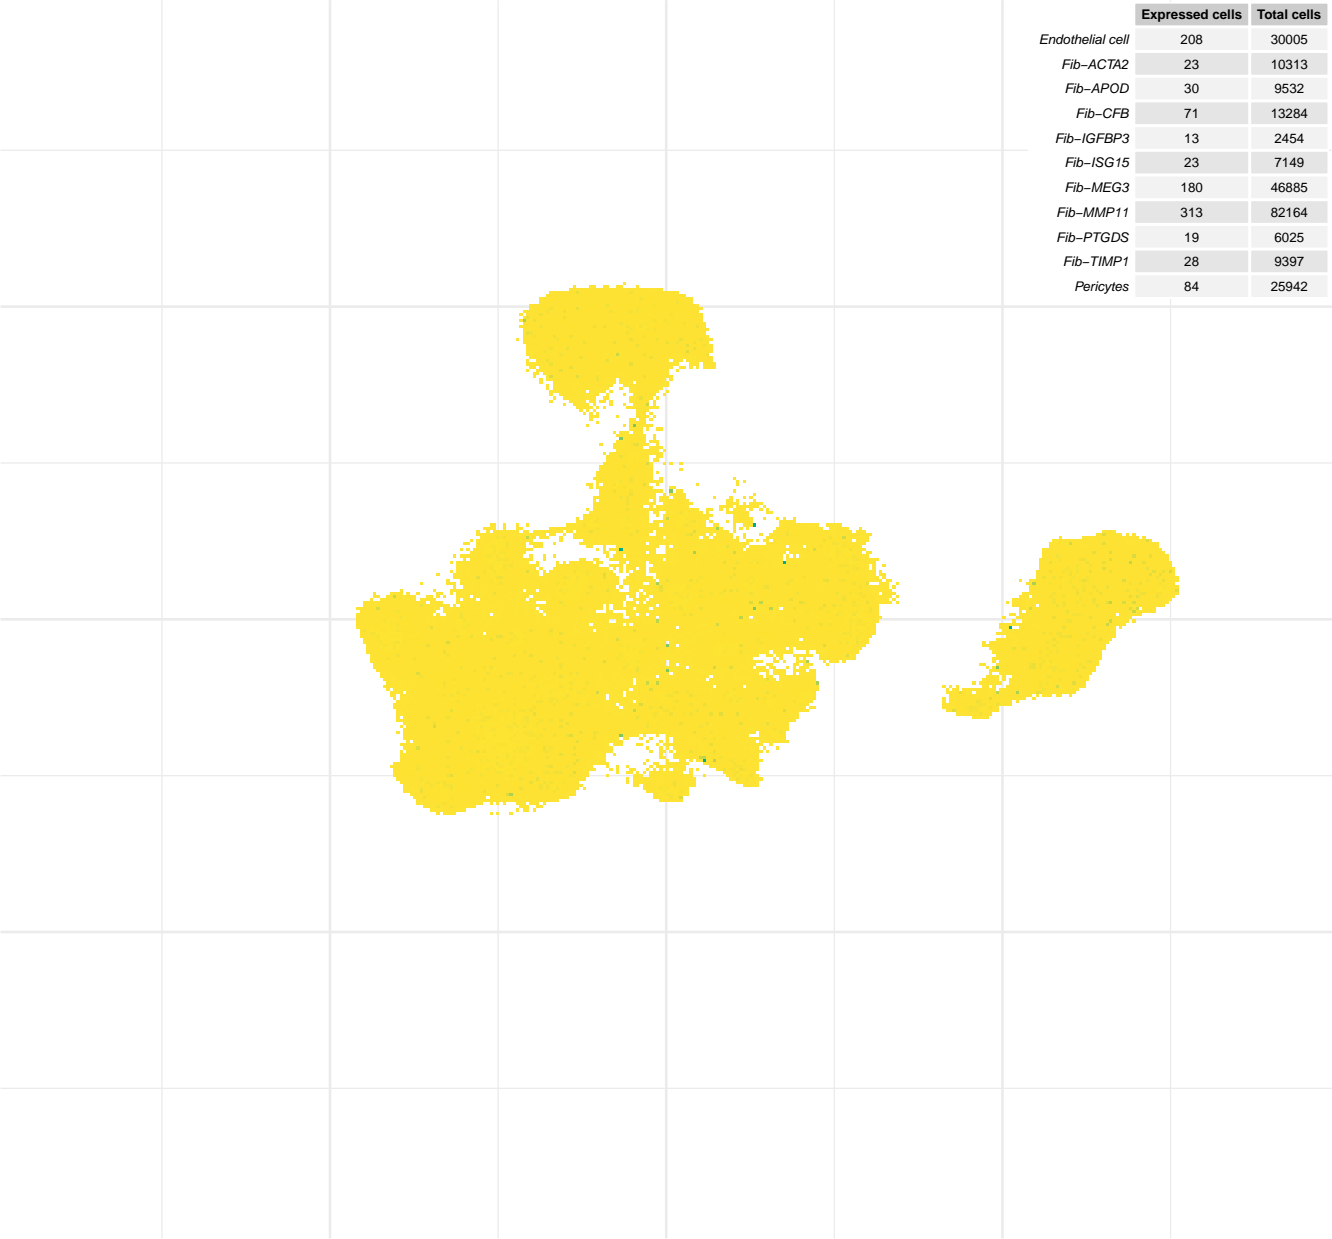 Expressed cells Total cells
Endothelial cell 208 30005
Fib−ACTA2 23 10313
Fib−APOD 30 9532
Fib−CFB 71 13284
Fib−IGFBP3 13 2454
Fib−ISG15 23 7149
Fib−MEG3 180 46885
Fib−MMP11 313 82164
Fib−PTGDS 19 6025
Fib−TIMP1 28 9397
Pericytes 84 25942